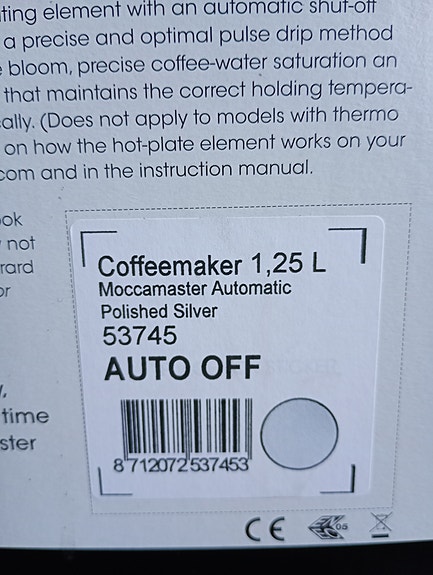 ting element with an automatic shut-off
a precise and optimal pulse drip method
bloom, precise coffee-water saturation an
that maintains the correct holding tempera-
ally. (Does not apply to models with thermo
on how the hot-plate element works on your
com and in the instruction manual.
ok
not
rard
or
Coffeemaker 1,25 L
Moccamaster Automatic
Polished Silver
53745
AUTO OFF
time
ster
8 712072 537453
CE